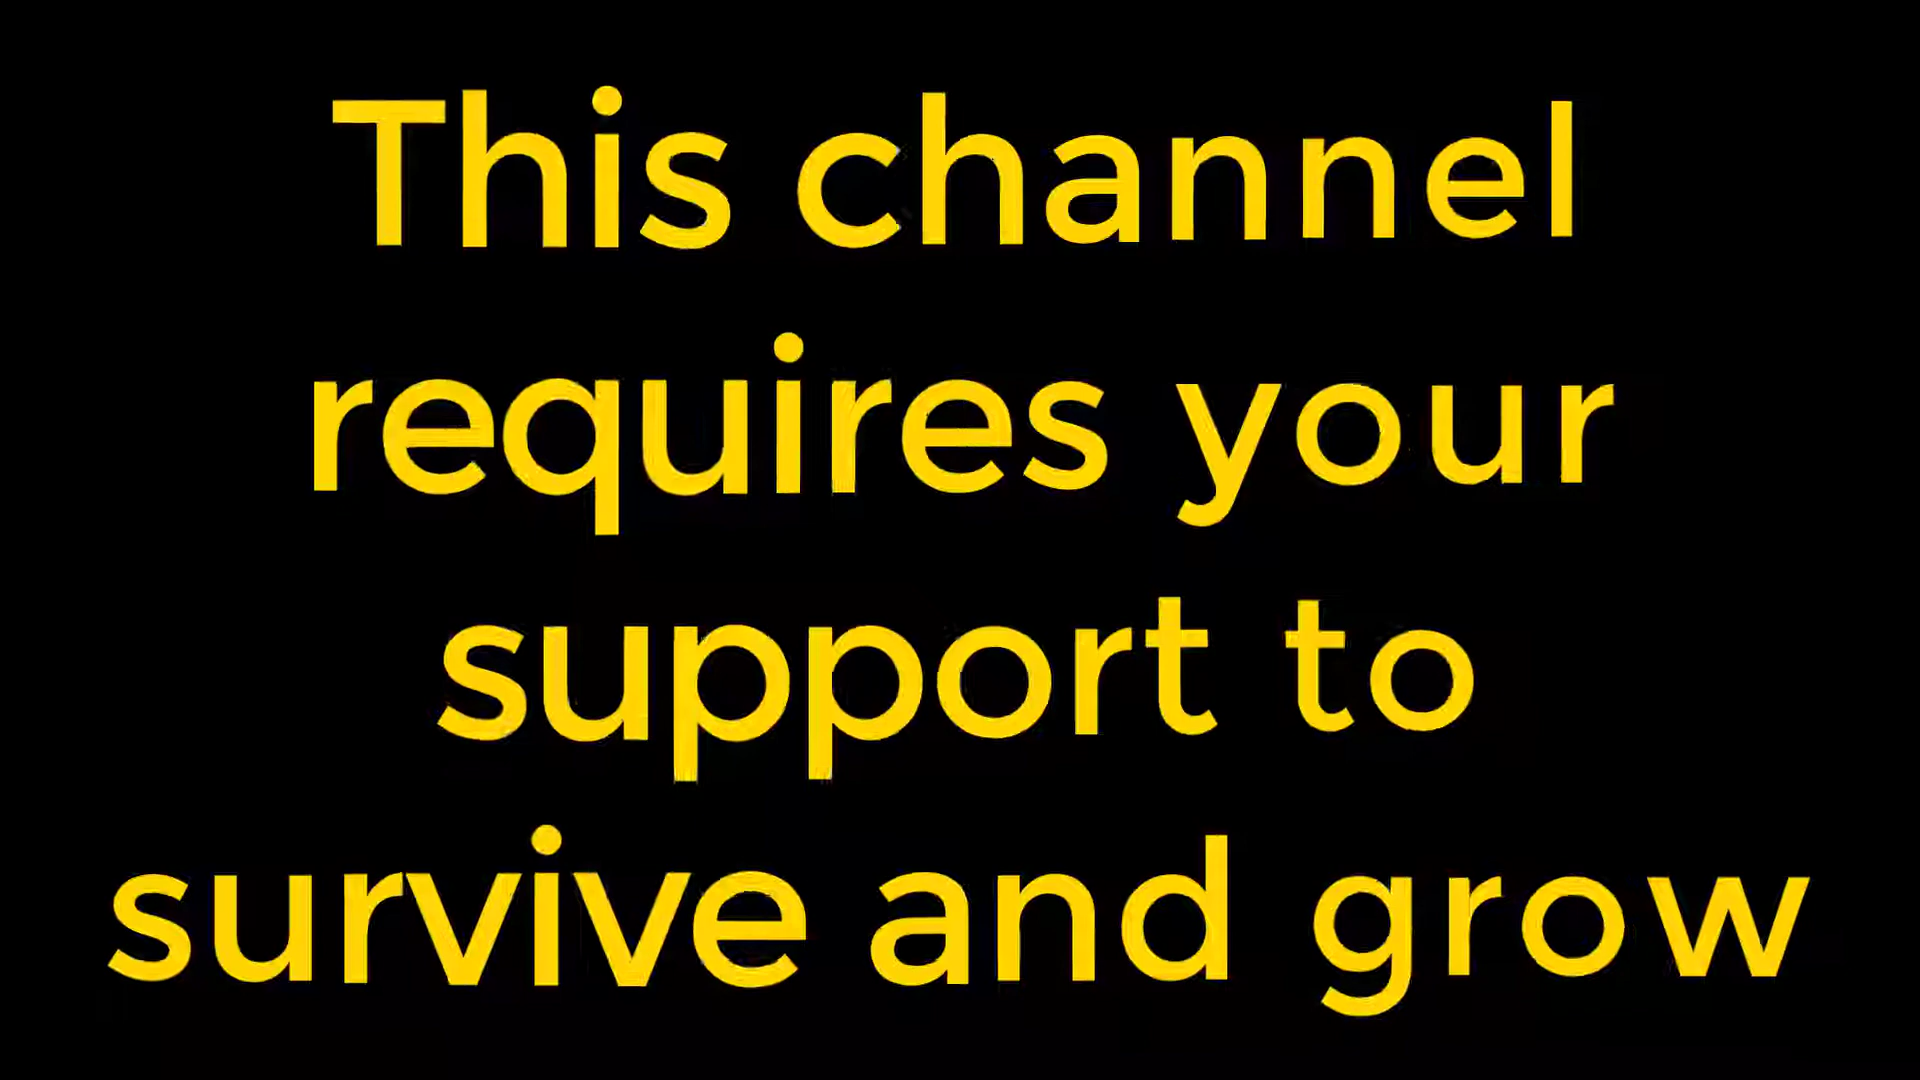 This channel
requires your
support to
survive and grow